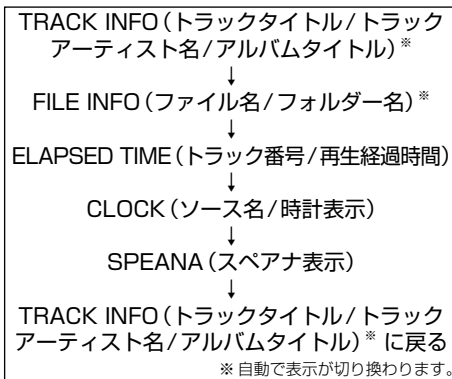 TRACK INFO（トラックタイトル/トラック
アーティスト名/アルバムタイトル）※
↓
FILE INFO（ファイル名/フォルダー名）※
↓
ELAPSED TIME（トラック番号/再生経過時間）
↓
CLOCK（ソース名/時計表示）
↓
SPEANA（スペアナ表示）
↓
TRACK INFO（トラックタイトル/トラック
アーティスト名/アルバムタイトル）※ に戻る
※ 自動で表示が切り換わります。